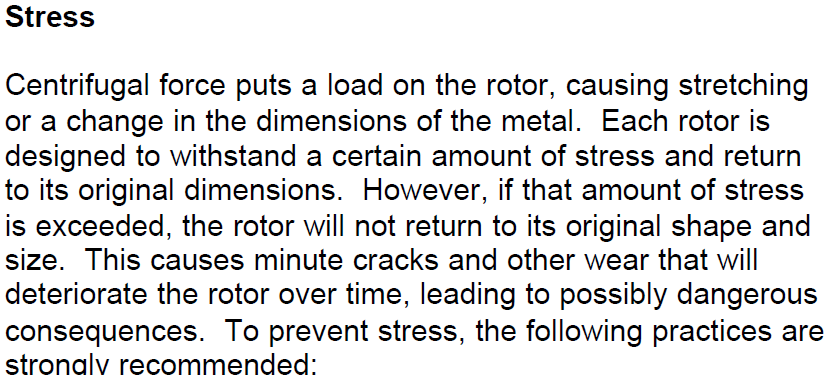 Stress
Centrifugal force puts a load on the rotor, causing stretching
or a change in the dimensions of the metal.  Each rotor is
designed to withstand a certain amount of stress and return
to its original dimensions.  However, if that amount of stress
is exceeded, the rotor will not return to its original shape and
size.  This causes minute cracks and other wear that will
deteriorate the rotor over time, leading to possibly dangerous
consequences.  To prevent stress, the following practices are
strongly recommended: